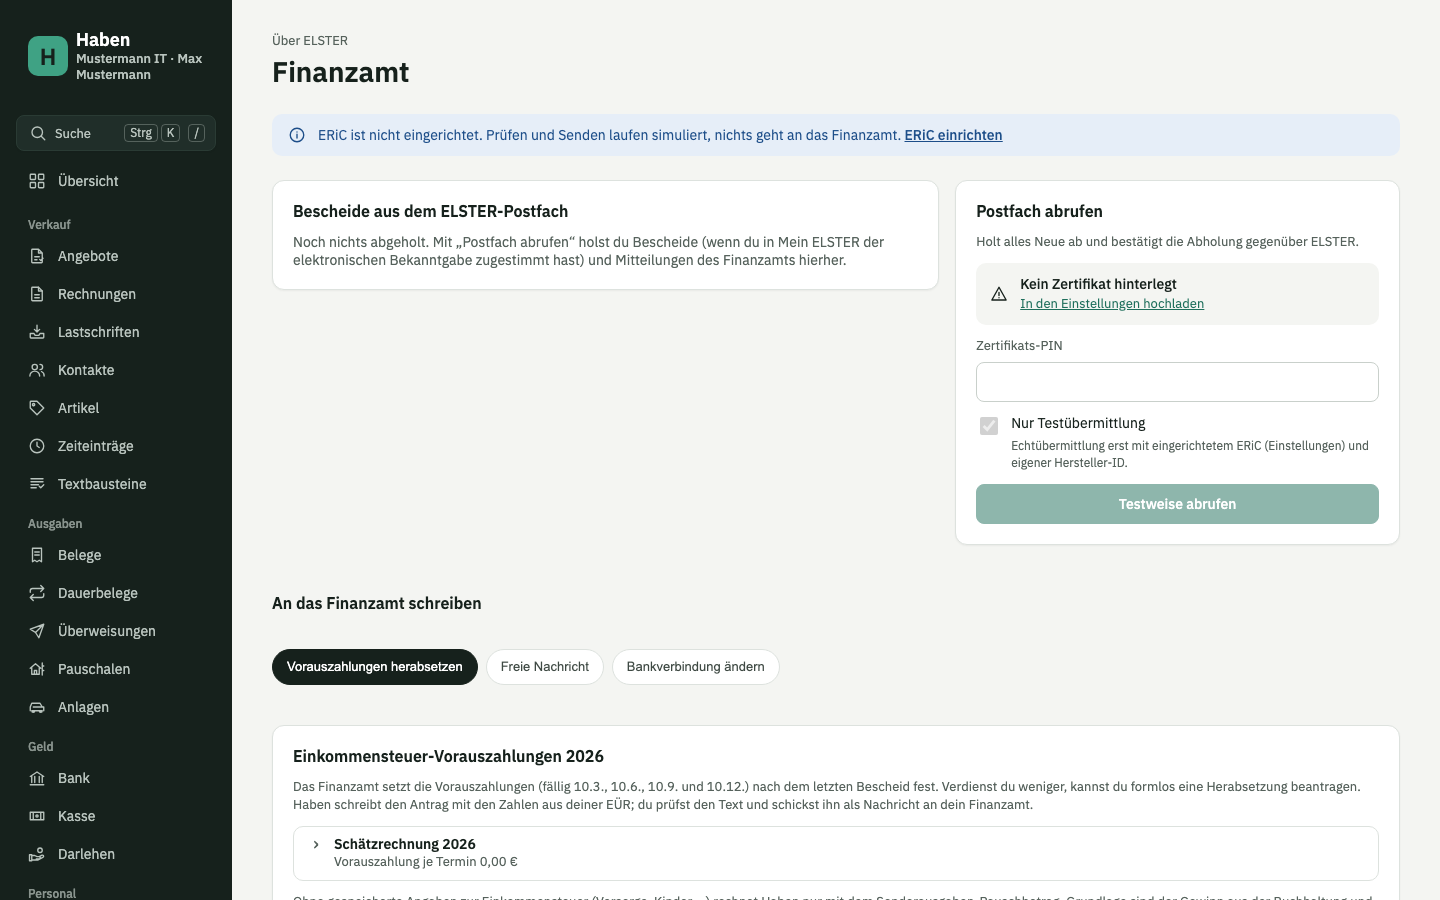 H
Haben
Mustermann IT · Max
Mustermann
Suche
Strg K /
Übersicht
Verkauf
Angebote
Rechnungen
Lastschriften
Kontakte
Artikel
Zeiteinträge
Textbausteine
Ausgaben
Belege
Dauerbelege
Überweisungen
Pauschalen
Anlagen
Geld
Bank
Kasse
Darlehen
Personal
Über ELSTER
Finanzamt
ERiC ist nicht eingerichtet. Prüfen und Senden laufen simuliert, nichts geht an das Finanzamt. ERiC einrichten
Bescheide aus dem ELSTER-Postfach
Noch nichts abgeholt. Mit „Postfach abrufen“ holst du Bescheide (wenn du in Mein ELSTER der
elektronischen Bekanntgabe zugestimmt hast) und Mitteilungen des Finanzamts hierher.
Postfach abrufen
Holt alles Neue ab und bestätigt die Abholung gegenüber ELSTER.
Kein Zertifikat hinterlegt
In den Einstellungen hochladen
Zertifikats-PIN
Nur Testübermittlung
Echtübermittlung erst mit eingerichtetem ERiC (Einstellungen) und
eigener Hersteller-ID.
Testweise abrufen
An das Finanzamt schreiben
Vorauszahlungen herabsetzen
Freie Nachricht
Bankverbindung ändern
Einkommensteuer-Vorauszahlungen 2026
Das Finanzamt setzt die Vorauszahlungen (fällig 10.3., 10.6., 10.9. und 10.12.) nach dem letzten Bescheid fest. Verdienst du weniger, kannst du formlos eine Herabsetzung beantragen.
Haben schreibt den Antrag mit den Zahlen aus deiner EÜR; du prüfst den Text und schickst ihn als Nachricht an dein Finanzamt.
Schätzrechnung 2026
Vorauszahlung je Termin 0,00 €